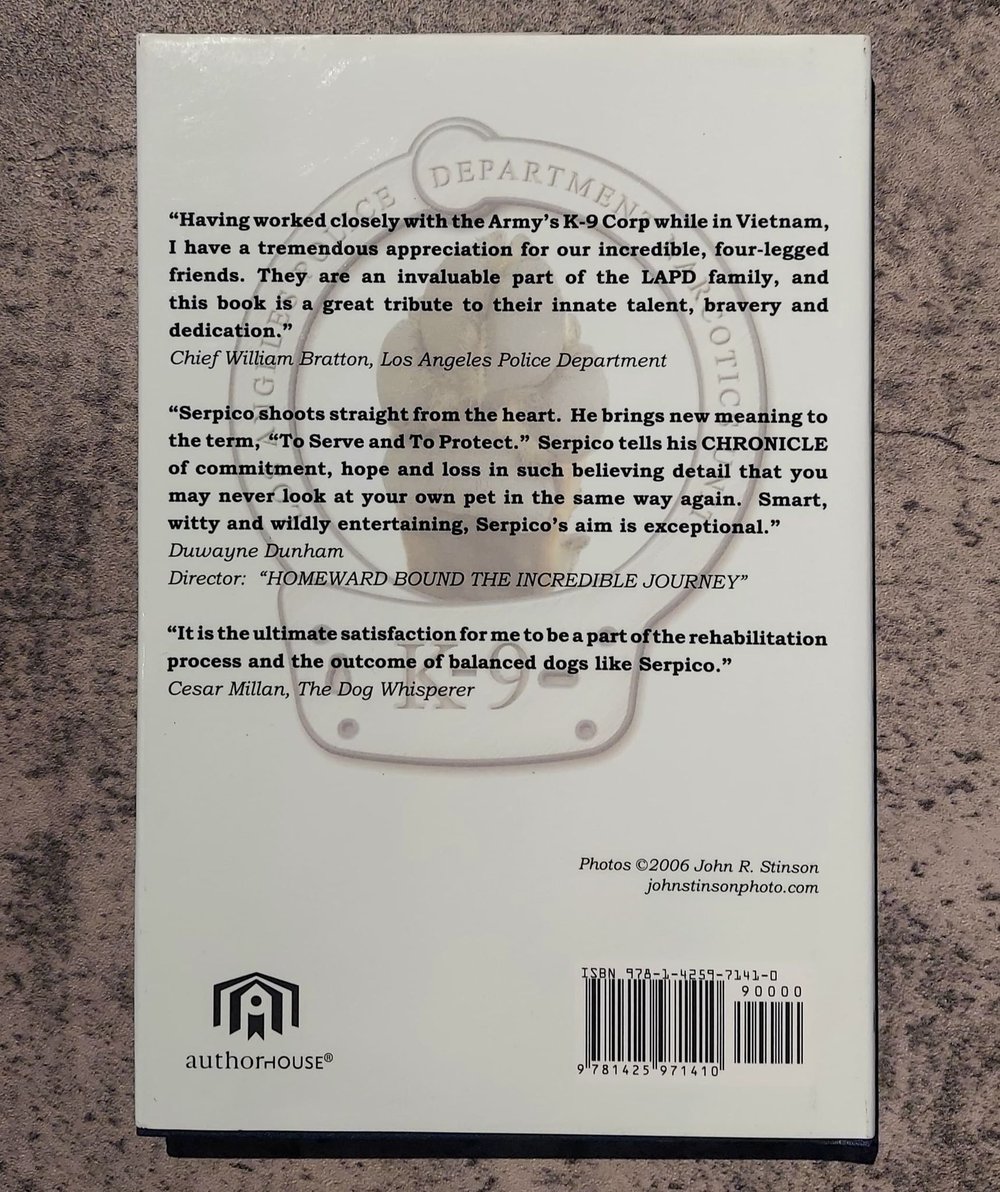 LOS ANGELES POLICE DEPARTMENT NARCOTICS UNIT
“Having worked closely with the Army’s K-9 Corp while in Vietnam,
I have a tremendous appreciation for our incredible, four-legged
friends. They are an invaluable part of the LAPD family, and
this book is a great tribute to their innate talent, bravery and
dedication.”
Chief William Bratton, Los Angeles Police Department
“Serpico shoots straight from the heart. He brings new meaning to
the term, “To Serve and To Protect.” Serpico tells his CHRONICLE
of commitment, hope and loss in such believing detail that you
may never look at your own pet in the same way again. Smart,
witty and wildly entertaining, Serpico’s aim is exceptional.”
Duwayne Dunham
Director: “HOMEWARD BOUND THE INCREDIBLE JOURNEY”
“It is the ultimate satisfaction for me to be a part of the rehabilitation
process and the outcome of balanced dogs like Serpico.”
Cesar Millan, The Dog Whisperer
K-9
Photos ©2006 John R. Stinson
johnstinsonphoto.com
ISBN 978-1-4259-7141-0
90000
9 781425 971410
authorHOUSE®